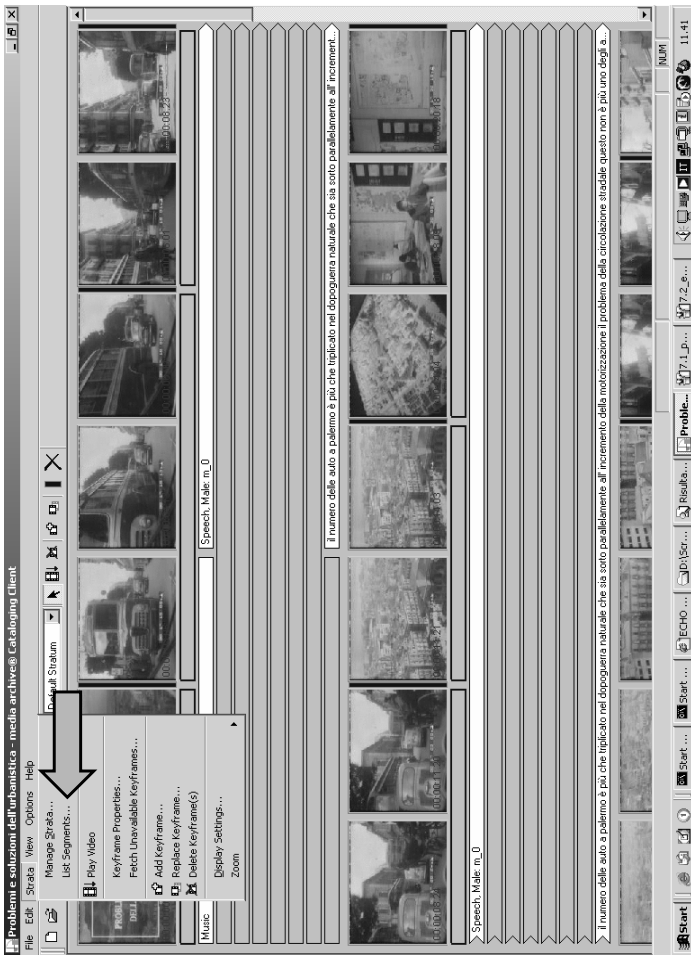 Problemi e soluzioni dell'urbanistica - media archive® Cataloging Client
File Edit Strata View Options Help
Default Stratum
Manage Strata...
List Segments...
Play Video
Keyframe Properties...
Fetch Unavailable Keyframes...
Add Keyframe...
Replace Keyframe...
Delete Keyframe(s)
Display Settings...
Zoom
00:08:23
Music
Speech, Male: m_0
il numero delle auto a palermo è più che triplicato nel dopoguerra naturale che sia sorto parallelamente all' increment...
Speech, Male: m_0
il numero delle auto a palermo è più che triplicato nel dopoguerra naturale che sia sorto parallelamente all' incremento della motorizzazione il problema della circolazione stradale questo non è più uno degli a...
NUM
Start
Start ...
Start ...
ECHO ...
D:\Scr...
Risulta...
Proble...
7.1_p...
7.2_e...
IT
11.41